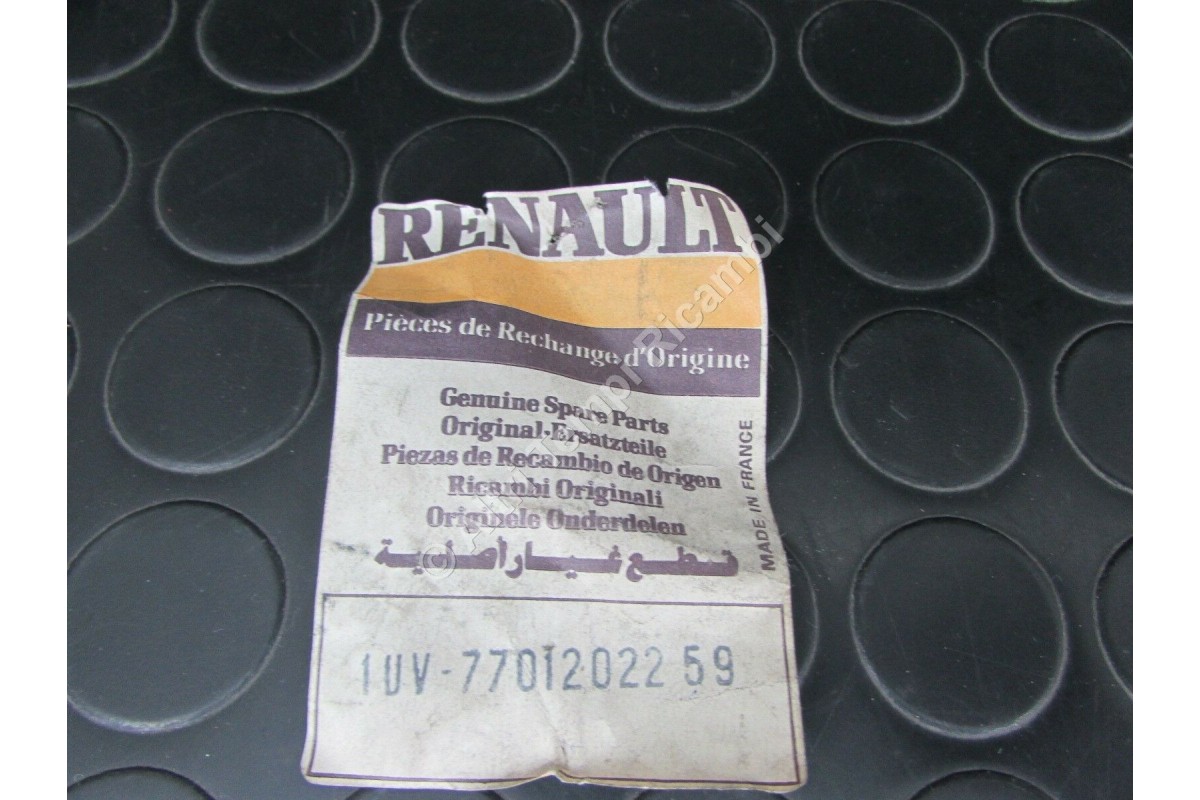 RENAULT
Pièces de Rechange d'Origine
Genuine Spare Parts
Original-Ersatzteile
Piezas de Recambio de Origen
Ricambi Originali
Originele Onderdelen
قطع غيار أصلية
MADE IN FRANCE
1UV-77012022 59
Ricambi